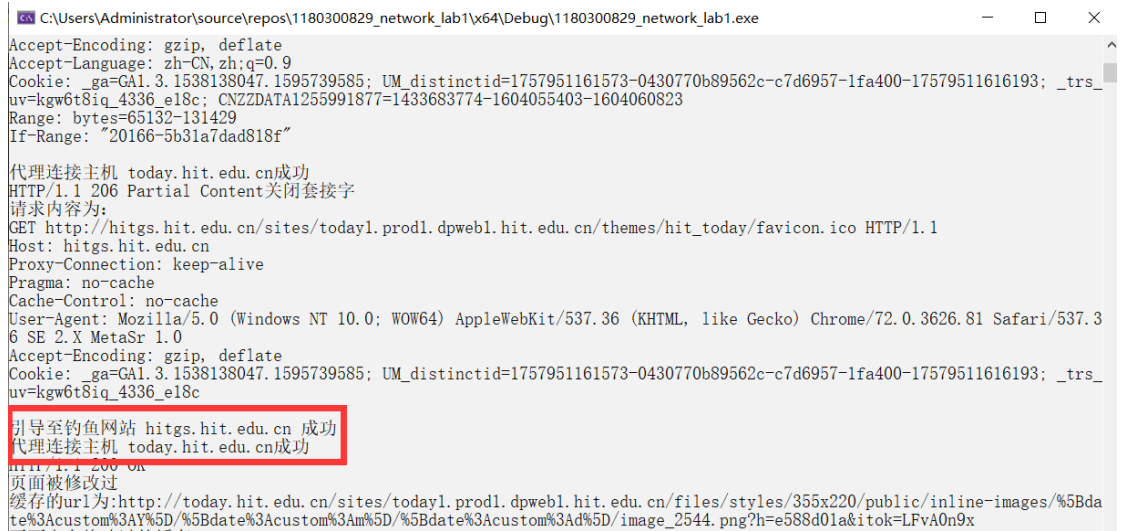 C:\Users\Administrator\source\repos\1180300829_network_lab1\x64\Debug\1180300829_network_lab1.exe
Accept-Encoding: gzip, deflate
Accept-Language: zh-CN,zh;q=0.9
Cookie: _ga=GA1.3.1538138047.1595739585; UM_distinctid=1757951161573-0430770b89562c-c7d6957-1fa400-17579511616193; _trs_
uv=kgw6t8iq_4336_e18c; CNZZDATA1255991877=1433683774-1604055403-1604060823
Range: bytes=65132-131429
If-Range: "20166-5b31a7dad818f"
代理连接主机 today.hit.edu.cn成功
HTTP/1.1 206 Partial Content关闭套接字
请求内容为:
GET http://hitgs.hit.edu.cn/sites/today1.prod1.dpweb1.hit.edu.cn/themes/hit_today/favicon.ico HTTP/1.1
Host: hitgs.hit.edu.cn
Proxy-Connection: keep-alive
Pragma: no-cache
Cache-Control: no-cache
User-Agent: Mozilla/5.0 (Windows NT 10.0; WOW64) AppleWebKit/537.36 (KHTML, like Gecko) Chrome/72.0.3626.81 Safari/537.3
6 SE 2.X MetaSr 1.0
Accept-Encoding: gzip, deflate
Cookie: _ga=GA1.3.1538138047.1595739585; UM_distinctid=1757951161573-0430770b89562c-c7d6957-1fa400-17579511616193; _trs_
uv=kgw6t8iq_4336_e18c
引导至钓鱼网站 hitgs.hit.edu.cn 成功
代理连接主机 today.hit.edu.cn成功
HTTP/1.1 200 OK
页面被修改过
缓存的url为:http://today.hit.edu.cn/sites/today1.prod1.dpweb1.hit.edu.cn/files/styles/355x220/public/inline-images/%5Bda
te%3Acustom%3AY%5D/%5Bdate%3Acustom%3Am%5D/%5Bdate%3Acustom%3Ad%5D/image_2544.png?h=e588d01a&itok=LFvA0n9x